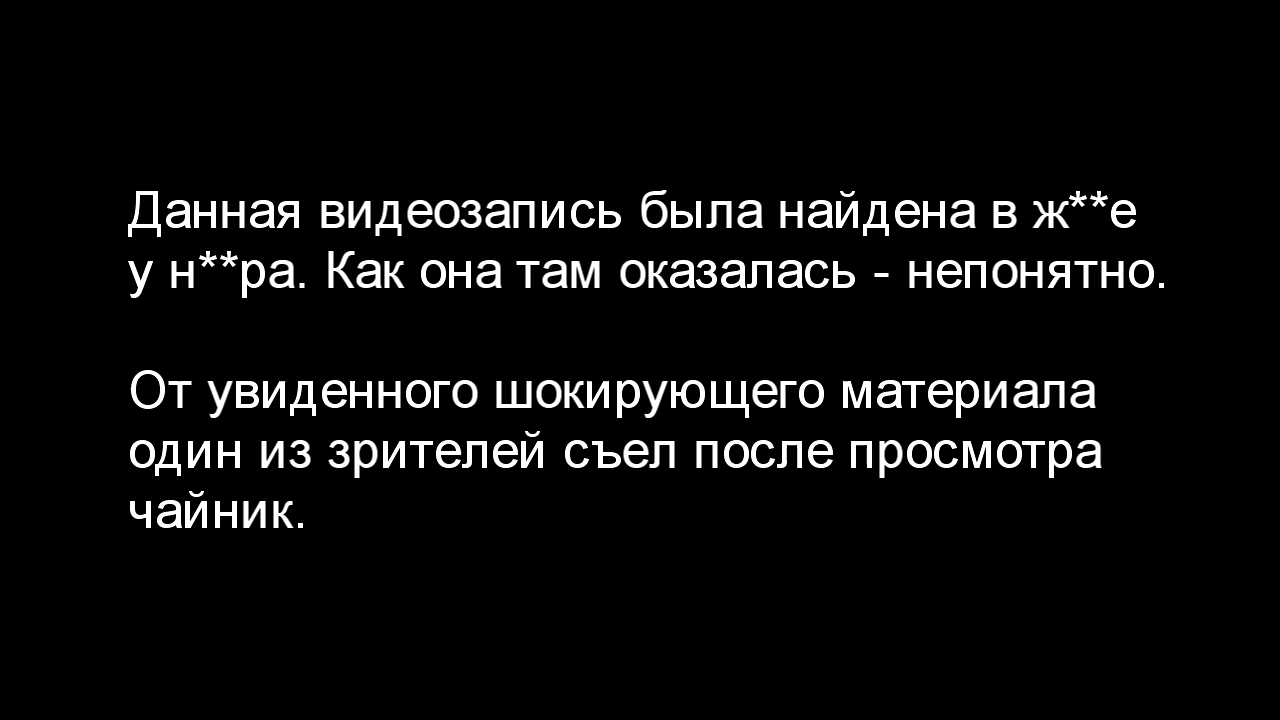 Данная видеозапись была найдена в ж**е
у н**ра. Как она там оказалась - непонятно.
От увиденного шокирующего материала
один из зрителей съел после просмотра
чайник.